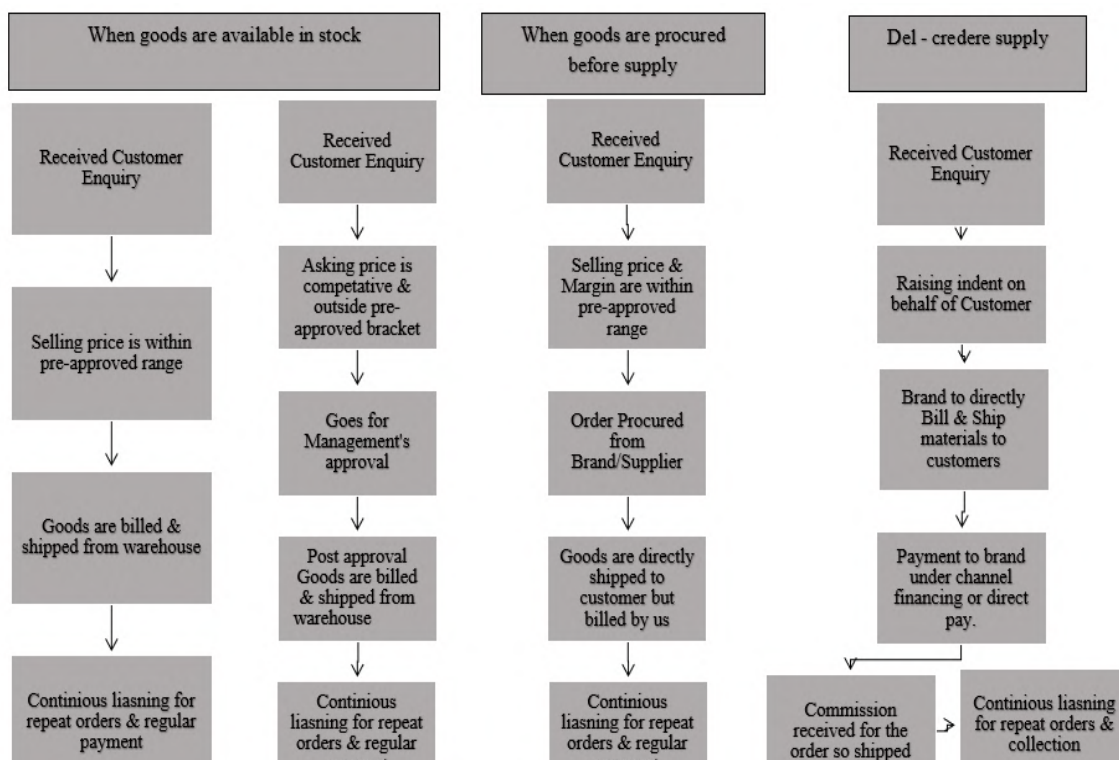 When goods are available in stock
Received Customer
Enquiry
Selling price is within
pre-approved range
Goods are billed &
shipped from warehouse
Continious liasning for
repeat orders & regular
payment
Received
Customer Enquiry
Asking price is
competative &
outside pre-
approved bracket
Goes for
Management's
approval
Post approval
Goods are billed
& shipped from
warehouse
Continious
liasning for repeat
orders & regular
When goods are procured
before supply
Received
Customer Enquiry
Selling price &
Margin are within
pre-approved
range
Order Procured
from
Brand/Supplier
Goods are directly
shipped to
customer but
billed by us
Continious
liasning for repeat
orders & regular
Del - credere supply
Received Customer
Enquiry
Raising indent on
behalf of Customer
Brand to directly
Bill & Ship
materials to
customers
Payment to brand
under channel
financing or direct
pay.
Commission
received for the
order so shipped
Continious liasning
for repeat orders &
collection